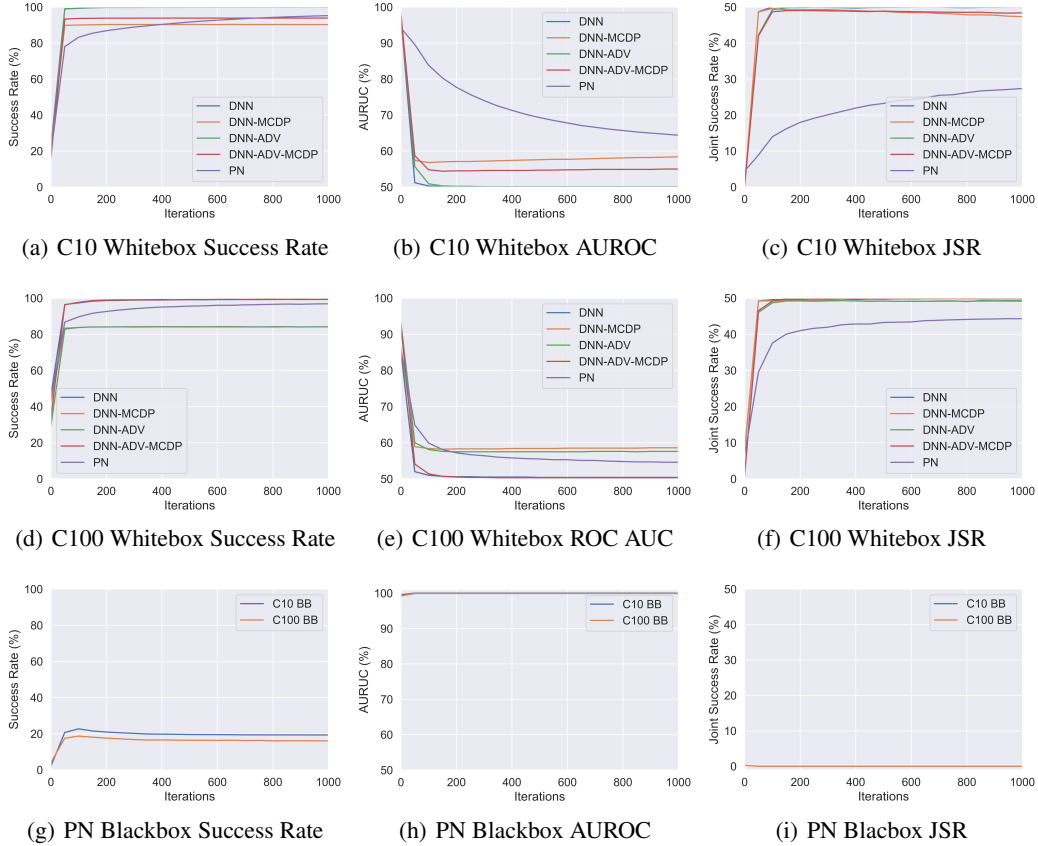 100
80
60
40
20
0
Success Rate (%)
DNN
DNN-MCDP
DNN-ADV
DNN-ADV-MCDP
PN
0 200 400 600 800 1000
Iterations
(a) C10 Whitebox Success Rate
100
90
80
70
60
50
AURUC (%)
DNN
DNN-MCDP
DNN-ADV
DNN-ADV-MCDP
PN
0 200 400 600 800 1000
Iterations
(b) C10 Whitebox AUROC
50
40
30
20
10
0
Joint Success Rate (%)
DNN
DNN-MCDP
DNN-ADV
DNN-ADV-MCDP
PN
0 200 400 600 800 1000
Iterations
(c) C10 Whitebox JSR
100
80
60
40
20
0
Success Rate (%)
DNN
DNN-MCDP
DNN-ADV
DNN-ADV-MCDP
PN
0 200 400 600 800 1000
Iterations
(d) C100 Whitebox Success Rate
100
90
80
70
60
50
AURUC (%)
DNN
DNN-MCDP
DNN-ADV
DNN-ADV-MCDP
PN
0 200 400 600 800 1000
Iterations
(e) C100 Whitebox ROC AUC
50
40
30
20
10
0
Joint Success Rate (%)
DNN
DNN-MCDP
DNN-ADV
DNN-ADV-MCDP
PN
0 200 400 600 800 1000
Iterations
(f) C100 Whitebox JSR
100
80
60
40
20
0
Success Rate (%)
C10 BB
C100 BB
0 200 400 600 800 1000
Iterations
(g) PN Blackbox Success Rate
100
90
80
70
60
50
AURUC (%)
C10 BB
C100 BB
0 200 400 600 800 1000
Iterations
(h) PN Blackbox AUROC
50
40
30
20
10
0
Joint Success Rate (%)
C10 BB
C100 BB
0 200 400 600 800 1000
Iterations
(i) PN Blacbox JSR